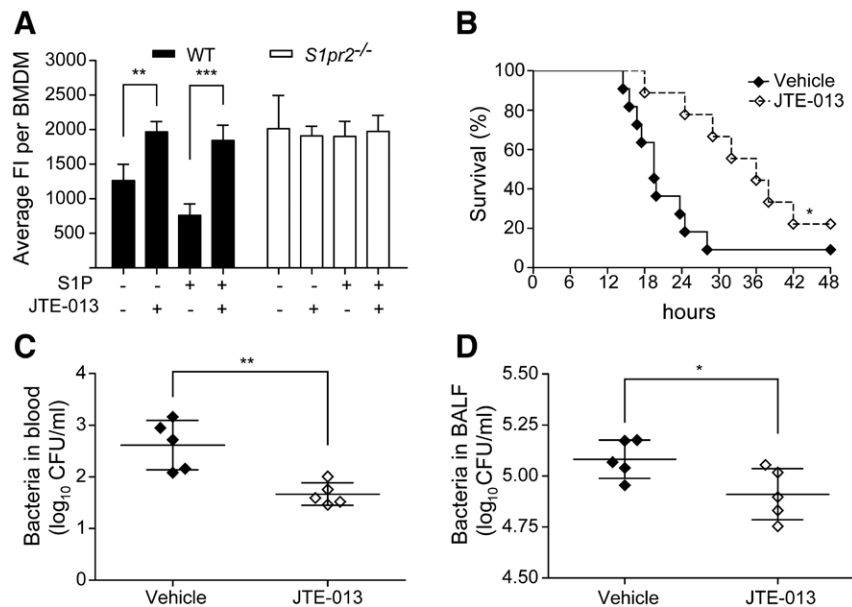 A
WT
S1pr2-/-
Average FI per BMDM
3000
2500
2000
1500
1000
500
**
***
S1P - - + + - - + +
JTE-013 - + - + - + - +
B
Vehicle
JTE-013
Survival (%)
100
80
60
40
20
0
*
0 6 12 18 24 30 36 42 48
hours
C
Bacteria in blood
(log10 CFU/ml)
4
3
2
1
0
**
Vehicle JTE-013
D
Bacteria in BALF
(log10 CFU/ml)
5.50
5.25
5.00
4.75
4.50
*
Vehicle JTE-013